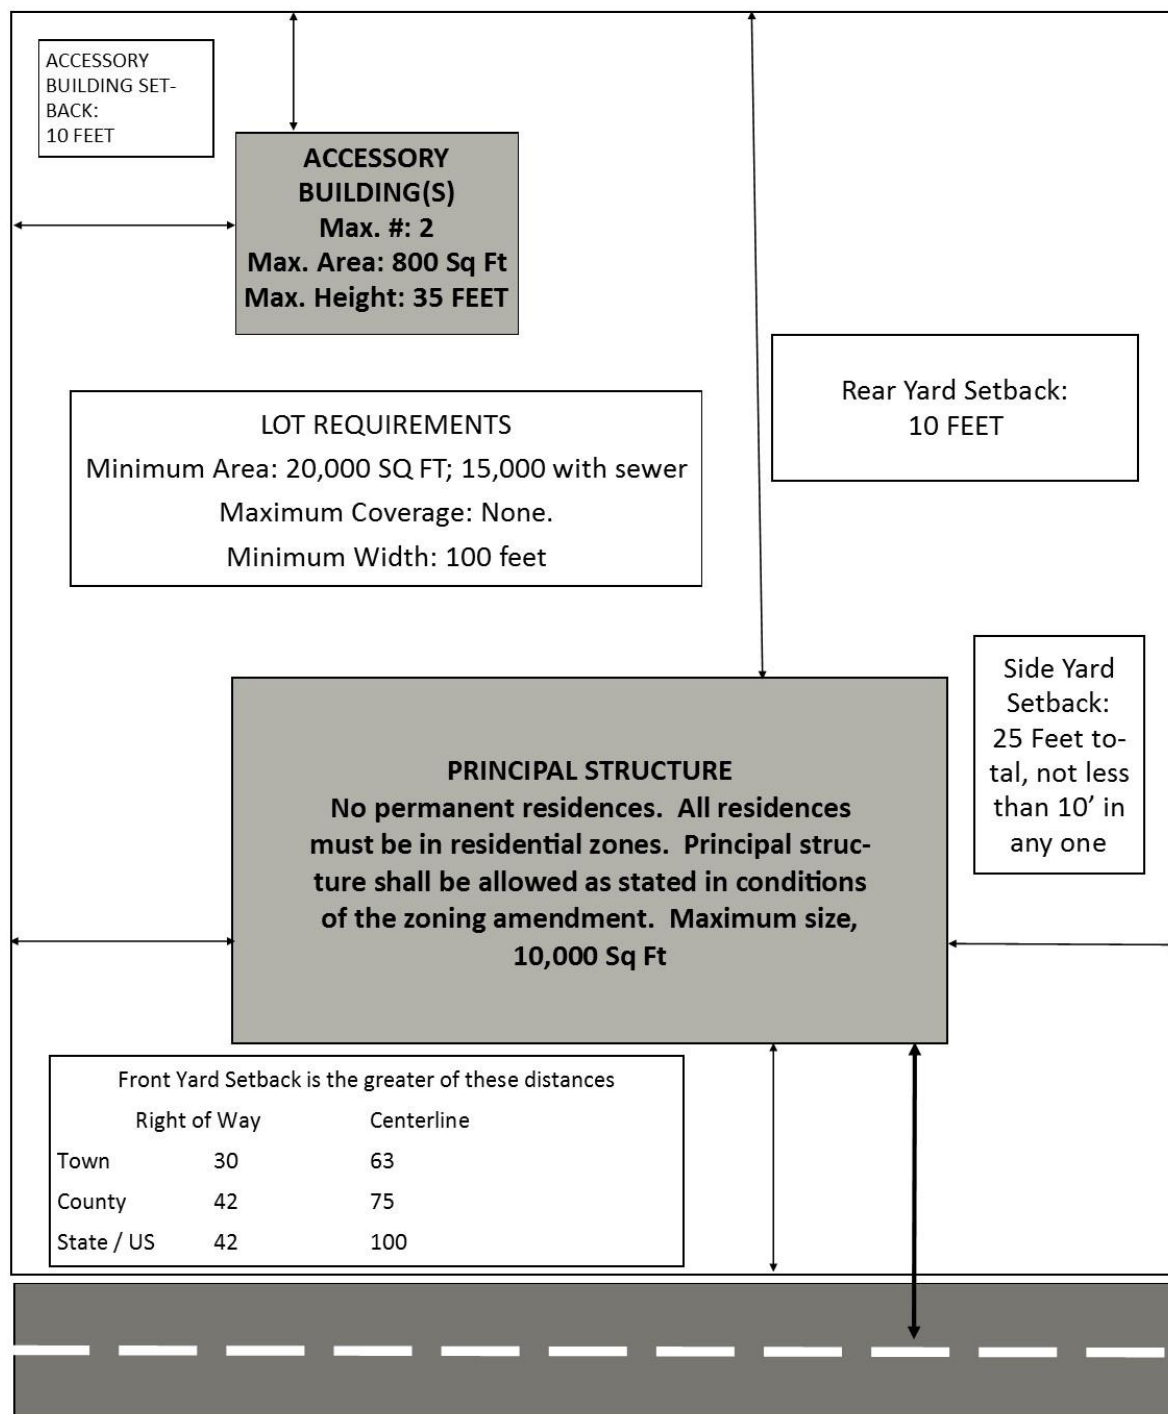 ACCESSORY
BUILDING SET-
BACK:
10 FEET
ACCESSORY
BUILDING(S)
Max. #: 2
Max. Area: 800 Sq Ft
Max. Height: 35 FEET
Rear Yard Setback:
10 FEET
LOT REQUIREMENTS
Minimum Area: 20,000 SQ FT; 15,000 with sewer
Maximum Coverage: None.
Minimum Width: 100 feet
Side Yard
Setback:
25 Feet to-
tal, not less
than 10’ in
any one
PRINCIPAL STRUCTURE
No permanent residences. All residences
must be in residential zones. Principal struc-
ture shall be allowed as stated in conditions
of the zoning amendment. Maximum size,
10,000 Sq Ft
Front Yard Setback is the greater of these distances
Right of Way Centerline
Town 30 63
County 42 75
State / US 42 100